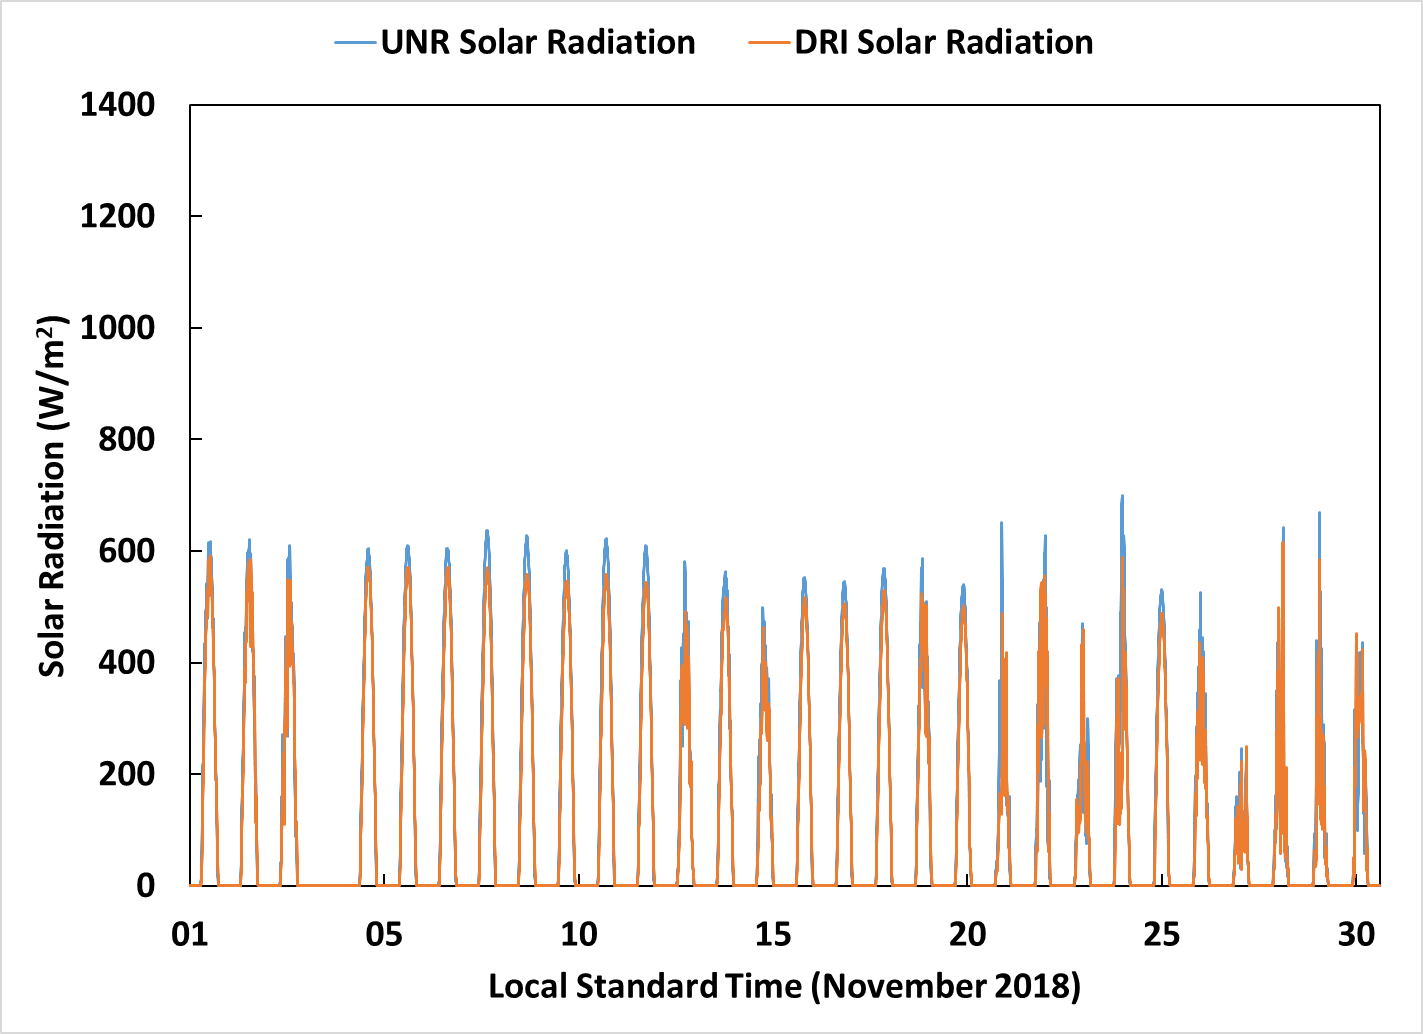 UNR Solar Radiation DRI Solar Radiation
1400
1200
1000
800
600
400
200
0
Solar Radiation (W/m²)
01 05 10 15 20 25 30
Local Standard Time (November 2018)